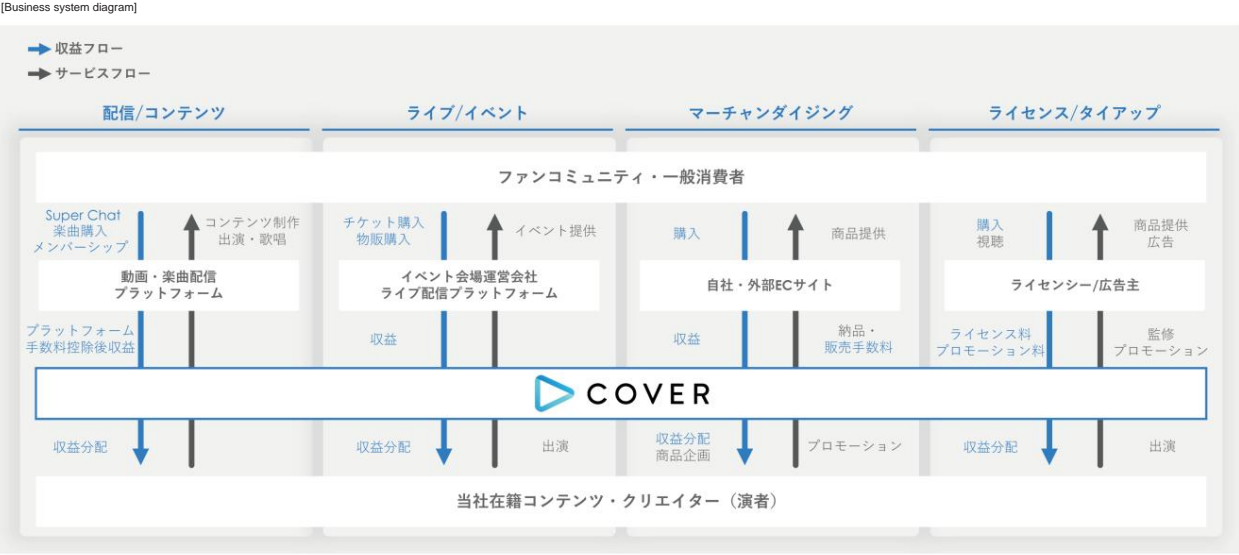 [Business system diagram]
収益フロー
サービスフロー
配信/コンテンツ
ライブ/イベント
マーチャンダイジング
ライセンス/タイアップ
ファンコミュニティ・一般消費者
Super Chat
楽曲購入
メンバーシップ
コンテンツ制作
出演・歌唱
チケット購入
物販購入
イベント提供
購入
商品提供
購入
視聴
商品提供
広告
動画・楽曲配信
プラットフォーム
イベント会場運営会社
ライブ配信プラットフォーム
自社・外部ECサイト
ライセンシー/広告主
プラットフォーム
手数料控除後収益
収益
収益
納品・
販売手数料
ライセンス料
プロモーション料
監修
プロモーション
COVER
収益分配
収益分配
出演
収益分配
商品企画
プロモーション
収益分配
出演
当社在籍コンテンツ・クリエイター（演者）